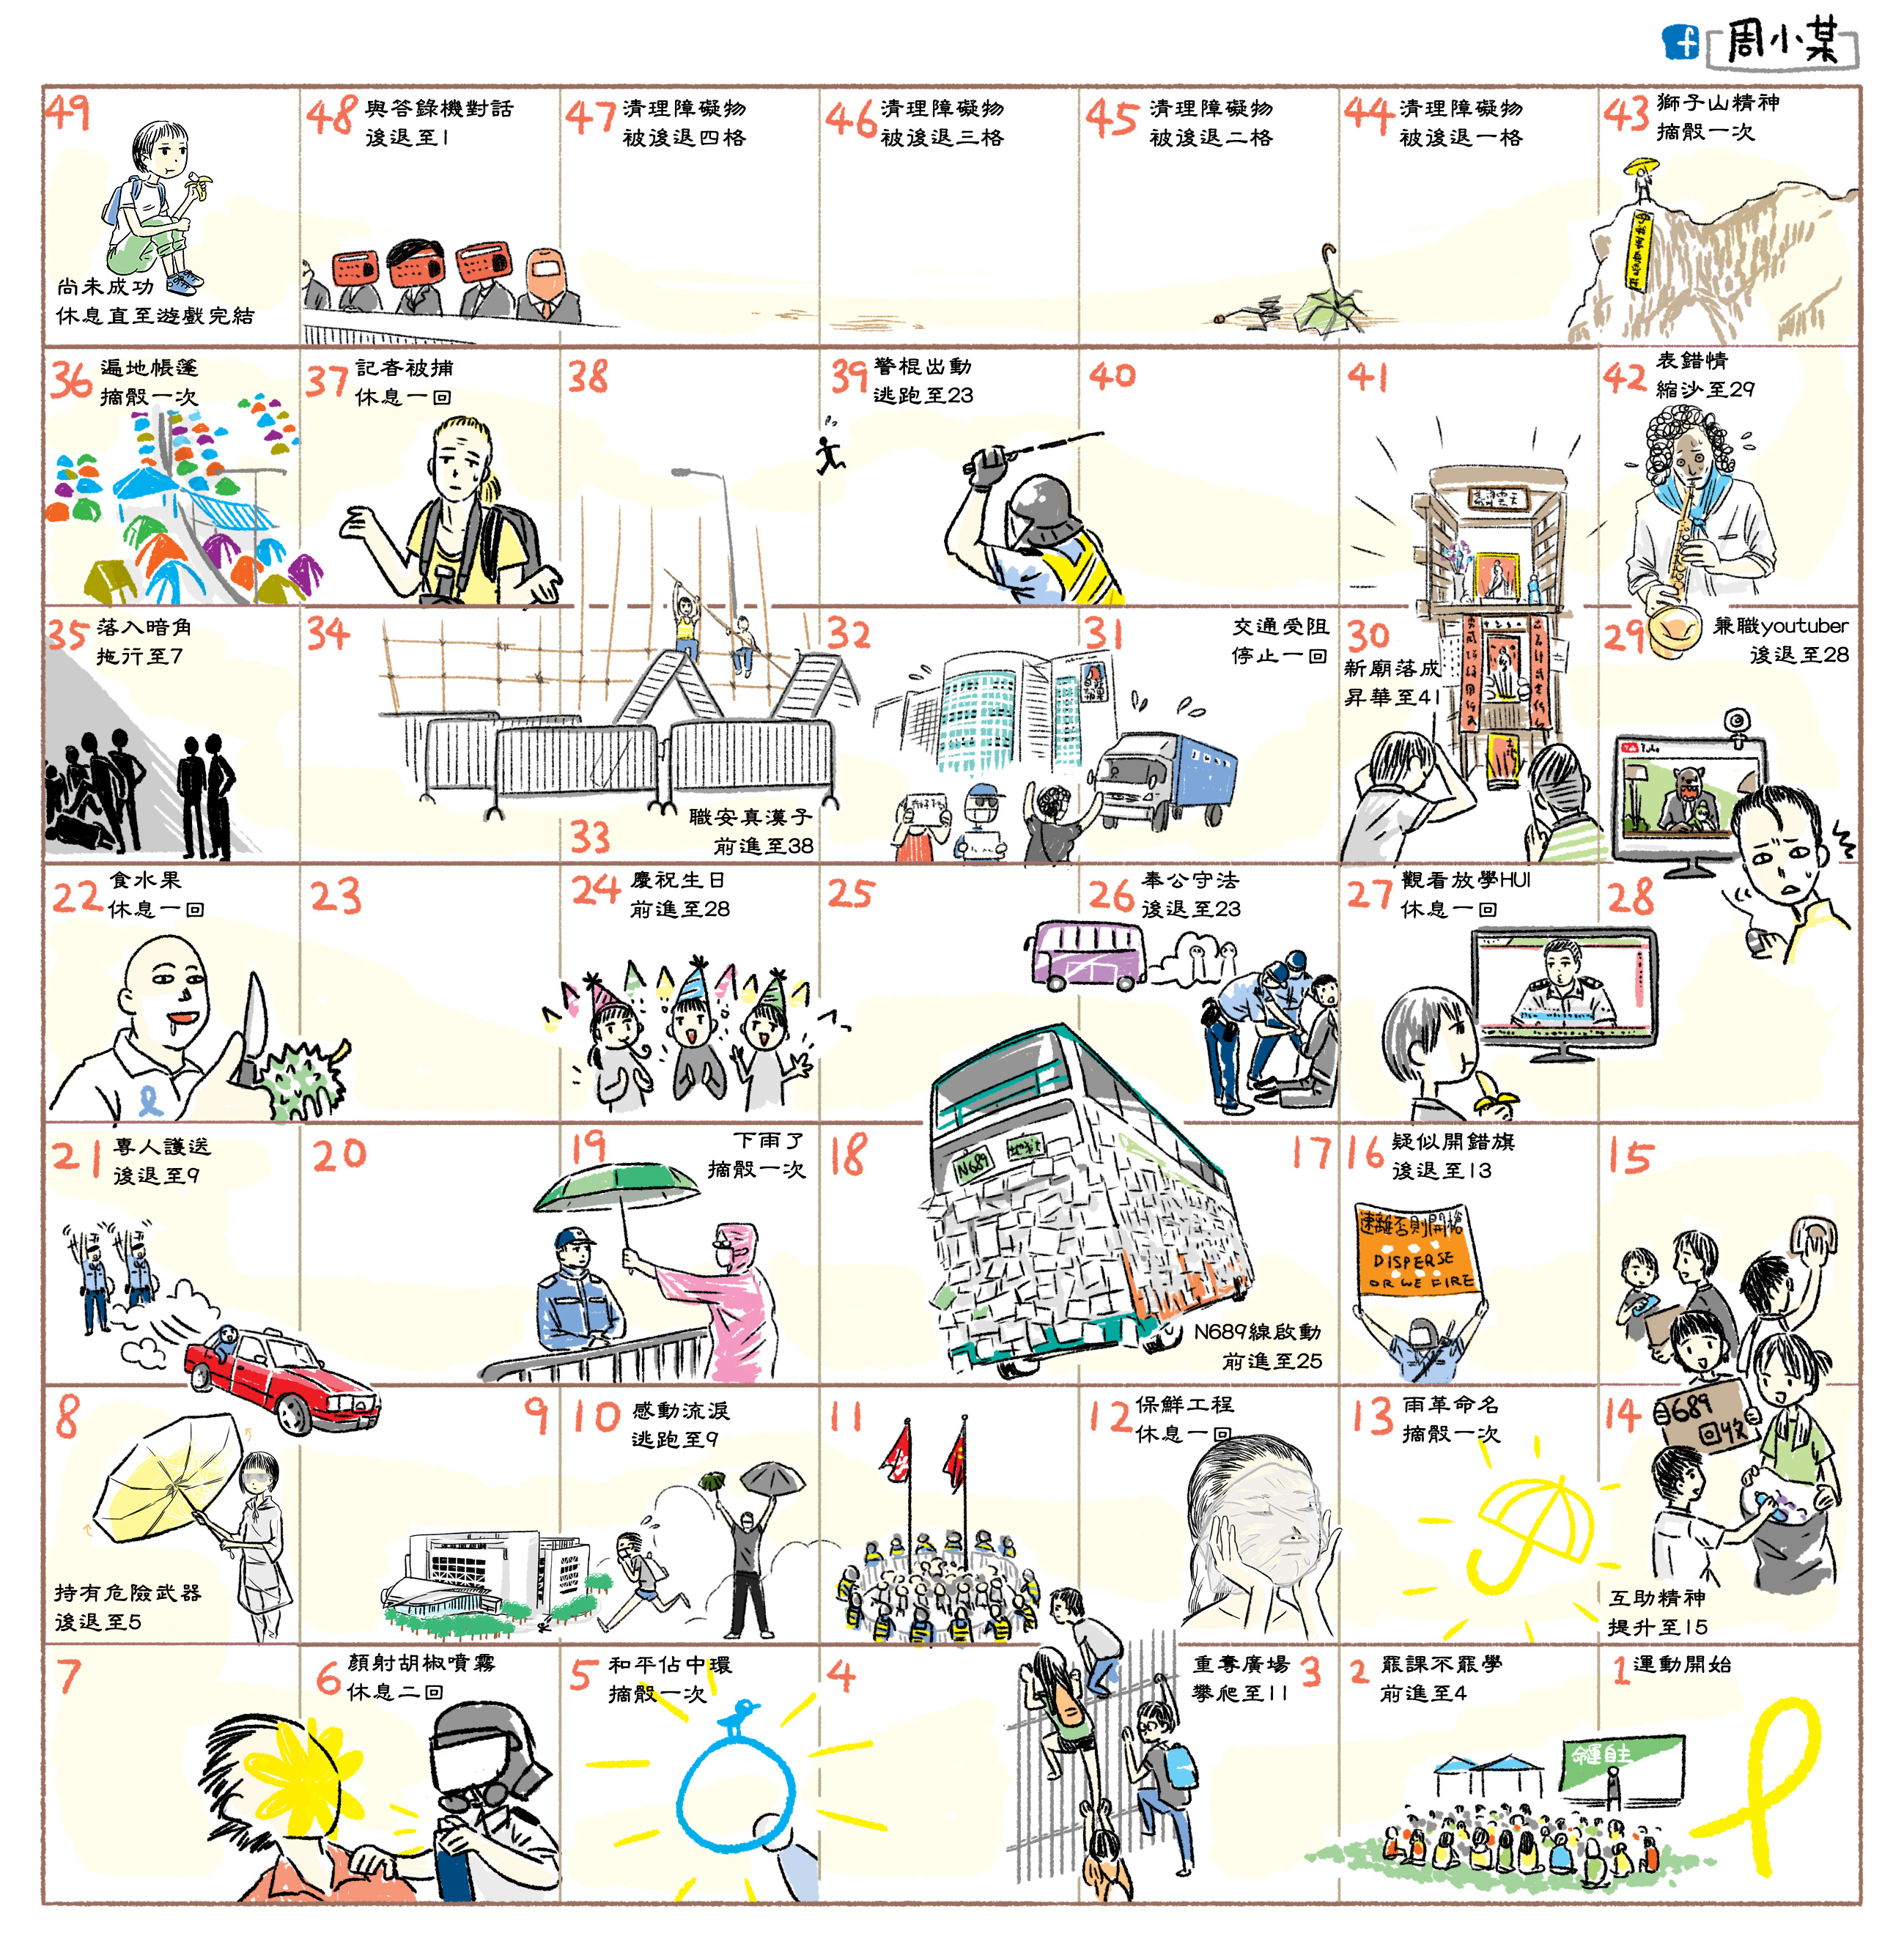 f 周小某
49
尚未成功
休息直至遊戲完結
48 與答錄機對話
後退至1
47 清理障礙物
被後退四格
46 清理障礙物
被後退三格
45 清理障礙物
被後退二格
44 清理障礙物
被後退一格
43 獅子山精神
摘骰一次
36 遍地帳篷
摘骰一次
37 記者被捕
休息一回
38
39 警棍出動
逃跑至23
40
41
42 表錯情
縮沙至29
35 落入暗角
拖行至7
34
33 職安真漢子
前進至38
32
31 交通受阻
停止一回
30
新廟落成
昇華至41
29 兼職youtuber
後退至28
22 食水果
休息一回
23
24 慶祝生日
前進至28
25
26 奉公守法
後退至23
27 觀看放學HUI
休息一回
28
21 專人護送
後退至9
20
19 下雨了
摘骰一次
18
N689
17
N689線啟動
前進至25
16 疑似開錯旗
後退至13
速離否則開槍
DISPERSE
OR WE FIRE
15
8
持有危險武器
後退至5
9
10 感動流淚
逃跑至9
11
12 保鮮工程
休息一回
13 雨革命名
摘骰一次
14
689
回收
互助精神
提升至15
7
6 顏射胡椒噴霧
休息二回
5 和平佔中環
摘骰一次
4
重奪廣場 3
攀爬至11
2 罷課不罷學
前進至4
1 運動開始
命運自主